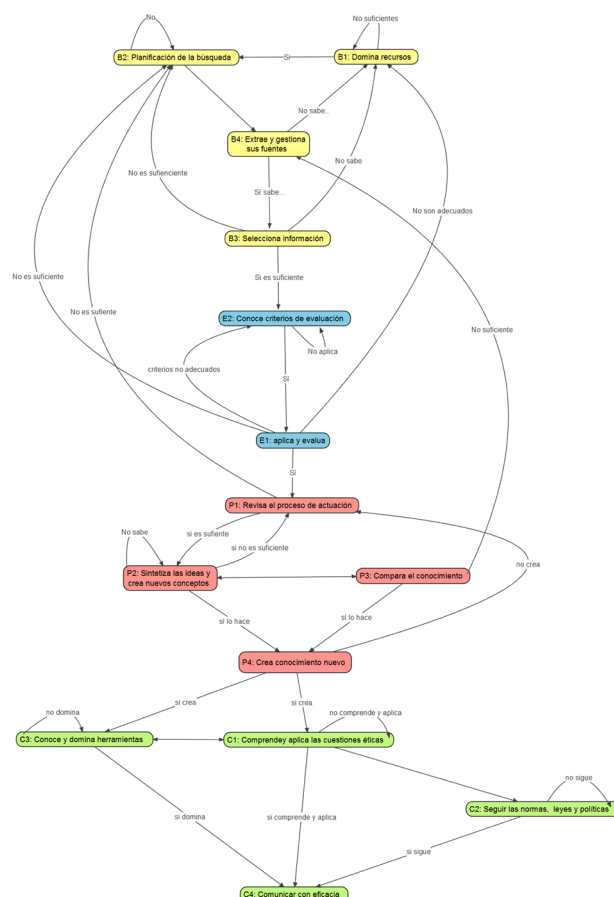 No
No suficientes
B2: Planificación de la búsqueda
Si
B1: Domina recursos
No sabe..
B4: Extrae y gestiona
sus fuentes
No sabe
No es sufienciente
Sí sabe...
No son adecuados
B3: Selecciona información
No es suficiente
Si es suficiente
No es sufiente
E2: Conoce criterios de evaluación
No suficiente
No aplica
criterios no adecuados
SÍ
E1: aplica y evalua
SÍ
P1: Revisa el proceso de actuación
No sabe
si es sufiente
si no es suficiente
no crea
P2: Sintetiza las ideas y
crea nuevos conceptos
P3: Compara el conocimiento
sí lo hace
sí lo hace
P4: Crea conocimiento nuevo
si crea
si crea
no domina
no comprende y aplica
C3: Conoce y domina herramientas
C1: Comprendey aplica las cuestiones éticas
no sigue
C2: Seguir las normas, leyes y políticas
si domina
si comprende y aplica
si sigue
C4: Comunicar con eficacia